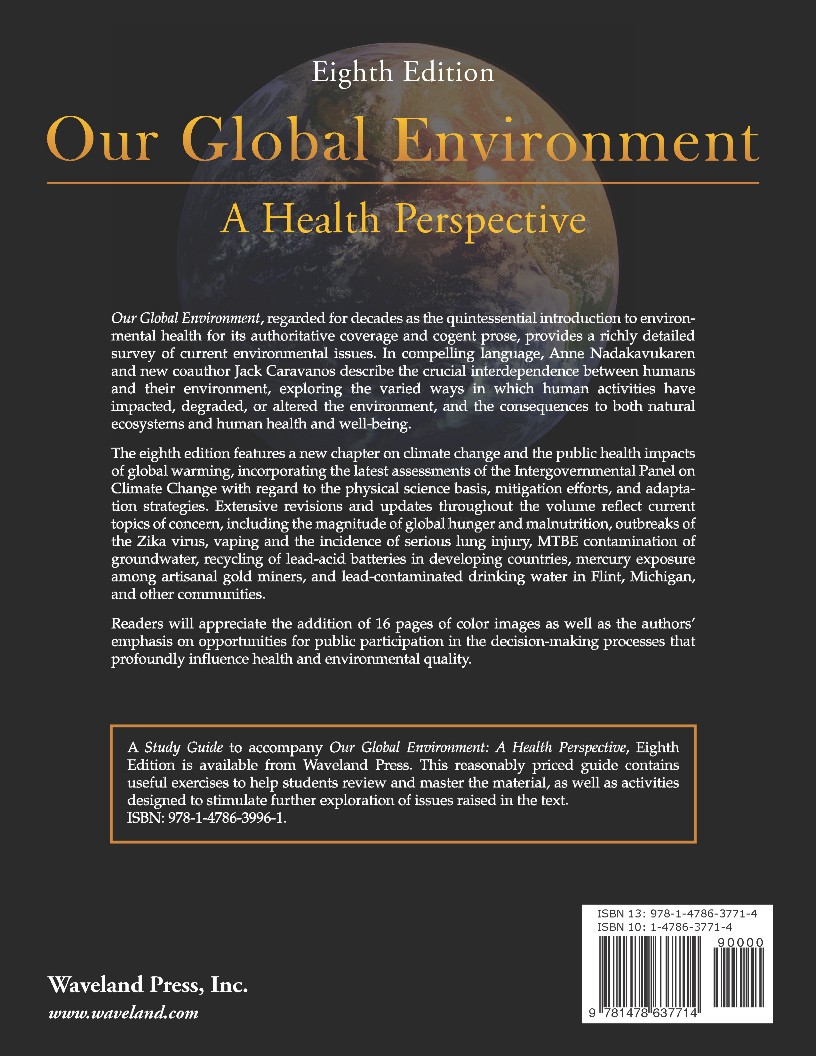 Eighth Edition
Our Global Environment
A Health Perspective
Our Global Environment, regarded for decades as the quintessential introduction to environ-
mental health for its authoritative coverage and cogent prose, provides a richly detailed
survey of current environmental issues. In compelling language, Anne Nadakavukaren
and new coauthor Jack Caravanos describe the crucial interdependence between humans
and their environment, exploring the varied ways in which human activities have
impacted, degraded, or altered the environment, and the consequences to both natural
ecosystems and human health and well-being.
The eighth edition features a new chapter on climate change and the public health impacts
of global warming, incorporating the latest assessments of the Intergovernmental Panel on
Climate Change with regard to the physical science basis, mitigation efforts, and adapta-
tion strategies. Extensive revisions and updates throughout the volume reflect current
topics of concern, including the magnitude of global hunger and malnutrition, outbreaks of
the Zika virus, vaping and the incidence of serious lung injury, MTBE contamination of
groundwater, recycling of lead-acid batteries in developing countries, mercury exposure
among artisanal gold miners, and lead-contaminated drinking water in Flint, Michigan,
and other communities.
Readers will appreciate the addition of 16 pages of color images as well as the authors'
emphasis on opportunities for public participation in the decision-making processes that
profoundly influence health and environmental quality.
A Study Guide to accompany Our Global Environment: A Health Perspective, Eighth
Edition is available from Waveland Press. This reasonably priced guide contains
useful exercises to help students review and master the material, as well as activities
designed to stimulate further exploration of issues raised in the text.
ISBN: 978-1-4786-3996-1.
ISBN 13: 978-1-4786-3771-4
ISBN 10: 1-4786-3771-4
90000
9 781478 637714
Waveland Press, Inc.
www.waveland.com